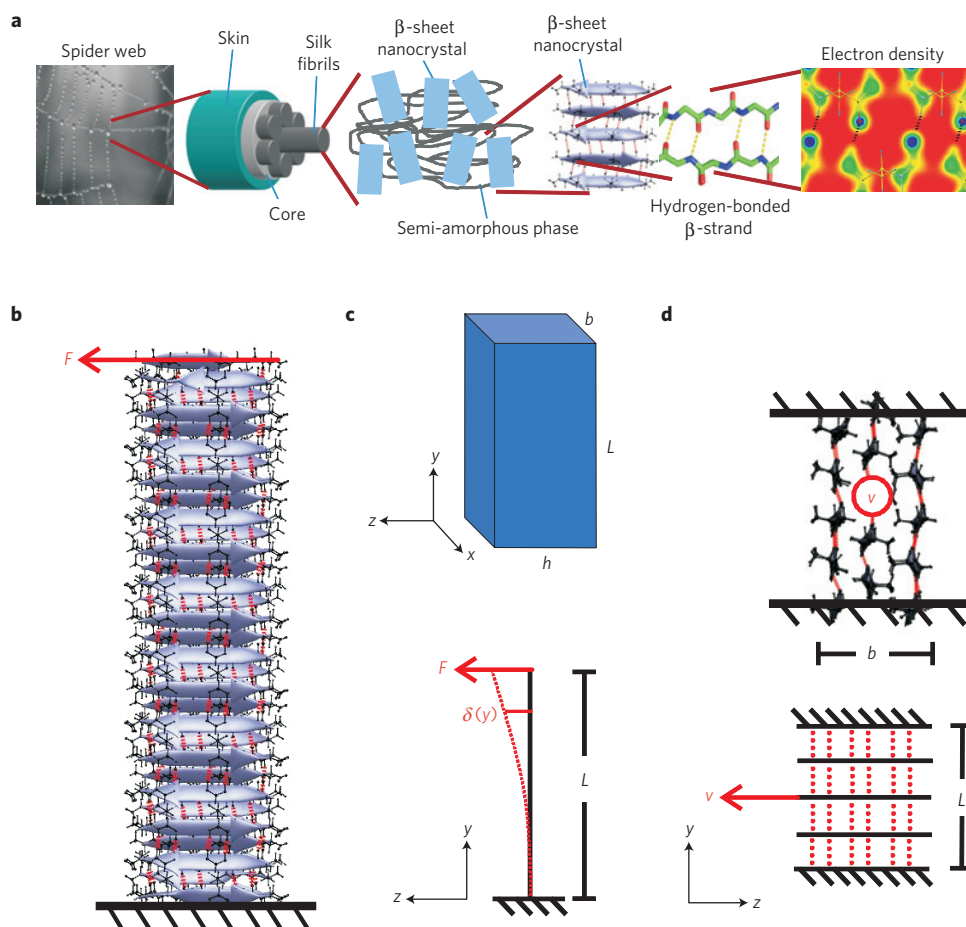 a
Spider web
Skin
Silk
fibrils
β-sheet
nanocrystal
β-sheet
nanocrystal
Electron density
Core
Semi-amorphous phase
Hydrogen-bonded
β-strand
b
F
c
b
L
y
z
x
h
F
δ(y)
L
y
z
d
v
b
v
L
y
z